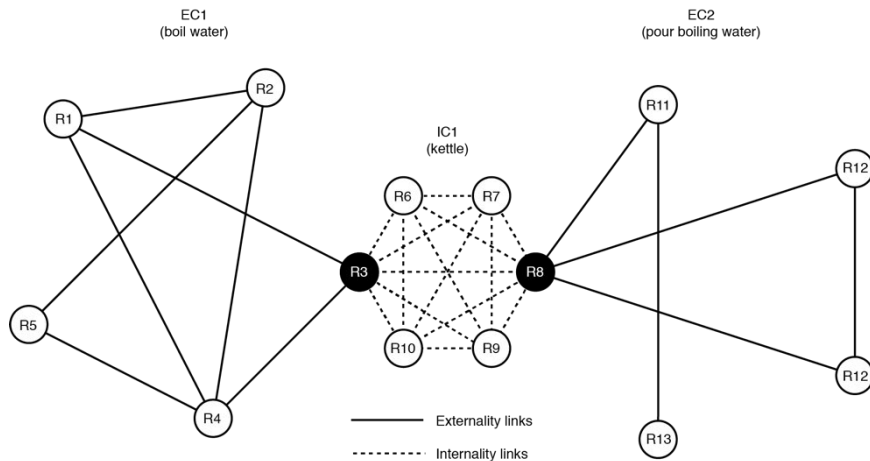 EC1
(boil water)
EC2
(pour boiling water)
R2
R1
R11
IC1
(kettle)
R12
R6
R7
R3
R8
R5
R10
R9
R12
R4
Externality links
R13
Internality links